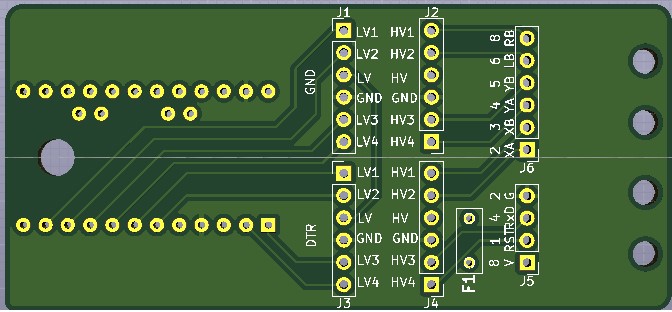 J1 J2
GND
LV1 HV1
LV2 HV2
LV HV
GND GND
LV3 HV3
LV4 HV4
8 RB
6 LB
5 YB
4 YA
3 XB
2 XA
J6
DTR
LV1 HV1
LV2 HV2
LV HV
GND GND
LV3 HV3
LV4 HV4
J3 J4
F1
2 G
4 RxD
1 RST
8 V
J5